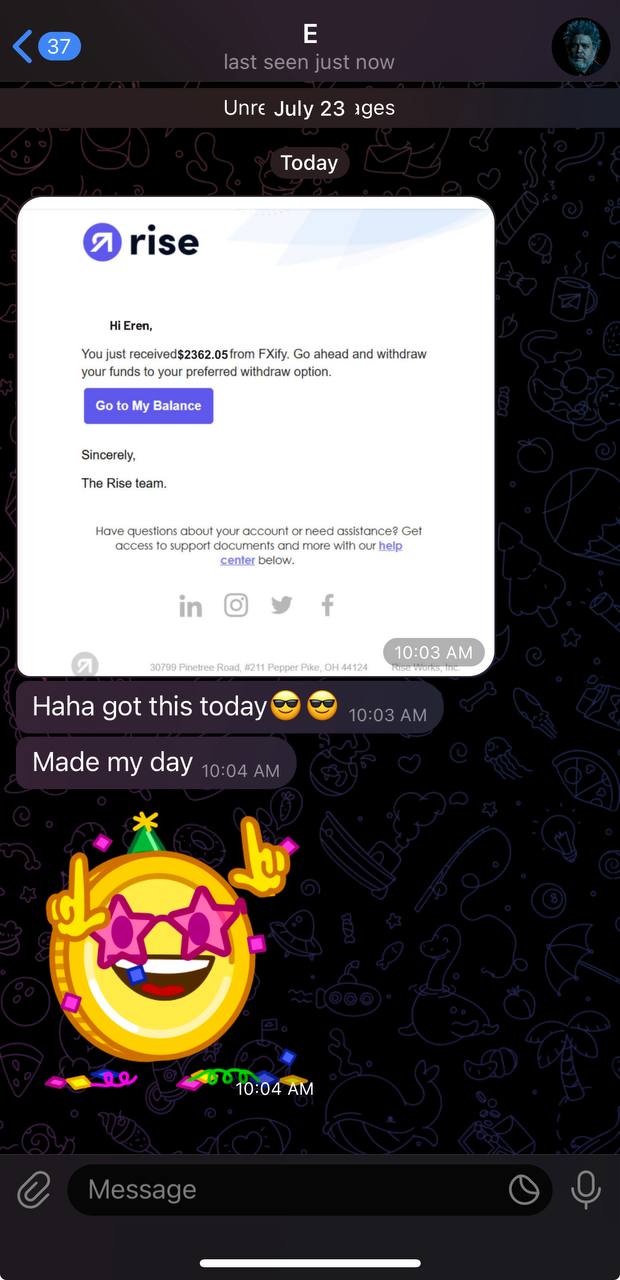 37
E
last seen just now
Unre July 23 ages
Today
rise
Hi Eren,
You just received $2362.05 from FXify. Go ahead and withdraw
your funds to your preferred withdraw option.
Go to My Balance
Sincerely,
The Rise team.
Have questions about your account or need assistance? Get
access to support documents and more with our help
center below.
in
10:03 AM
30799 Pinetree Road, #211 Pepper Pike, OH 44124 Rise Works, Inc.
Haha got this today😎😎 10:03 AM
Made my day 10:04 AM
10:04 AM
Message